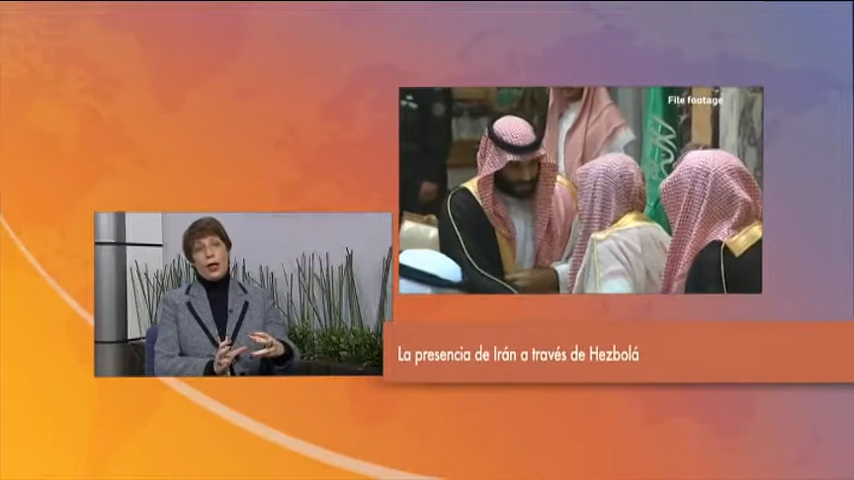 File footage
La presencia de Irán a través de Hezbolá